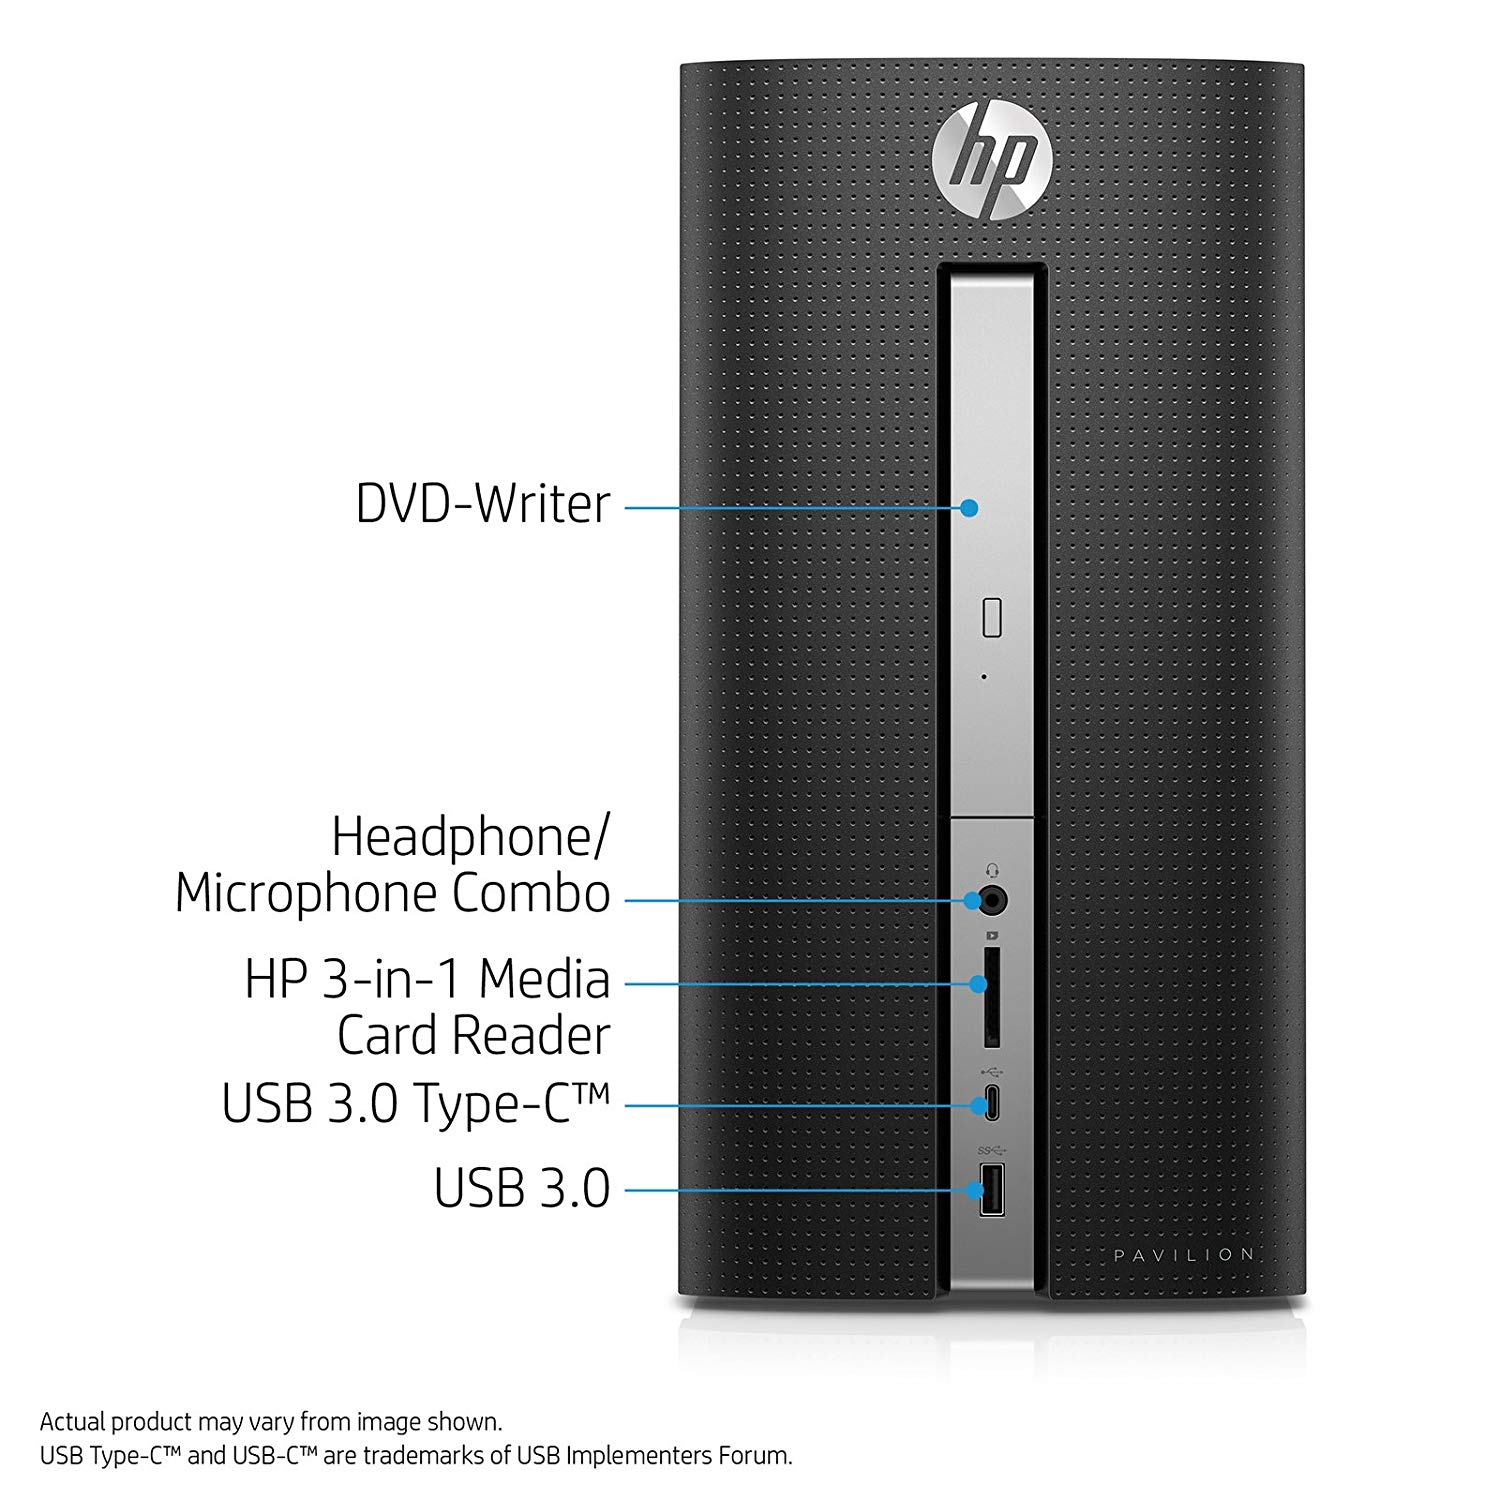 hp
DVD-Writer
Headphone/
Microphone Combo
HP 3-in-1 Media
Card Reader
USB 3.0 Type-C™
SS
USB 3.0
PAVILION
Actual product may vary from image shown.
USB Type-C™ and USB-C™ are trademarks of USB Implementers Forum.